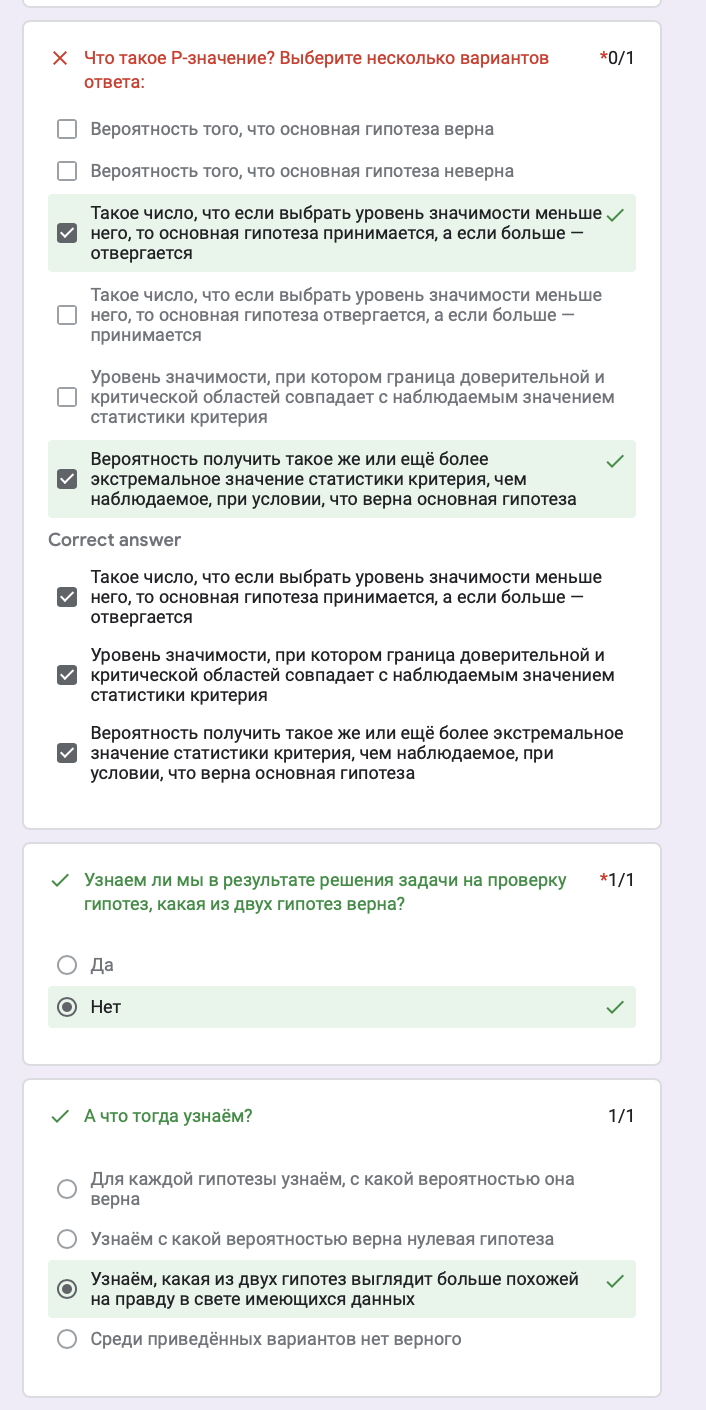 Что такое P-значение? Выберите несколько вариантов
ответа:
*0/1
Вероятность того, что основная гипотеза верна
Вероятность того, что основная гипотеза неверна
Такое число, что если выбрать уровень значимости меньше
него, то основная гипотеза принимается, а если больше —
отвергается
Такое число, что если выбрать уровень значимости меньше
него, то основная гипотеза отвергается, а если больше —
принимается
Уровень значимости, при котором граница доверительной и
критической областей совпадает с наблюдаемым значением
статистики критерия
Вероятность получить такое же или ещё более
экстремальное значение статистики критерия, чем
наблюдаемое, при условии, что верна основная гипотеза
Correct answer
Такое число, что если выбрать уровень значимости меньше
него, то основная гипотеза принимается, а если больше —
отвергается
Уровень значимости, при котором граница доверительной и
критической областей совпадает с наблюдаемым значением
статистики критерия
Вероятность получить такое же или ещё более экстремальное
значение статистики критерия, чем наблюдаемое, при
условии, что верна основная гипотеза
Узнаем ли мы в результате решения задачи на проверку
гипотез, какая из двух гипотез верна?
*1/1
Да
Нет
А что тогда узнаём?
1/1
Для каждой гипотезы узнаём, с какой вероятностью она
верна
Узнаём с какой вероятностью верна нулевая гипотеза
Узнаём, какая из двух гипотез выглядит больше похожей
на правду в свете имеющихся данных
Среди приведённых вариантов нет верного